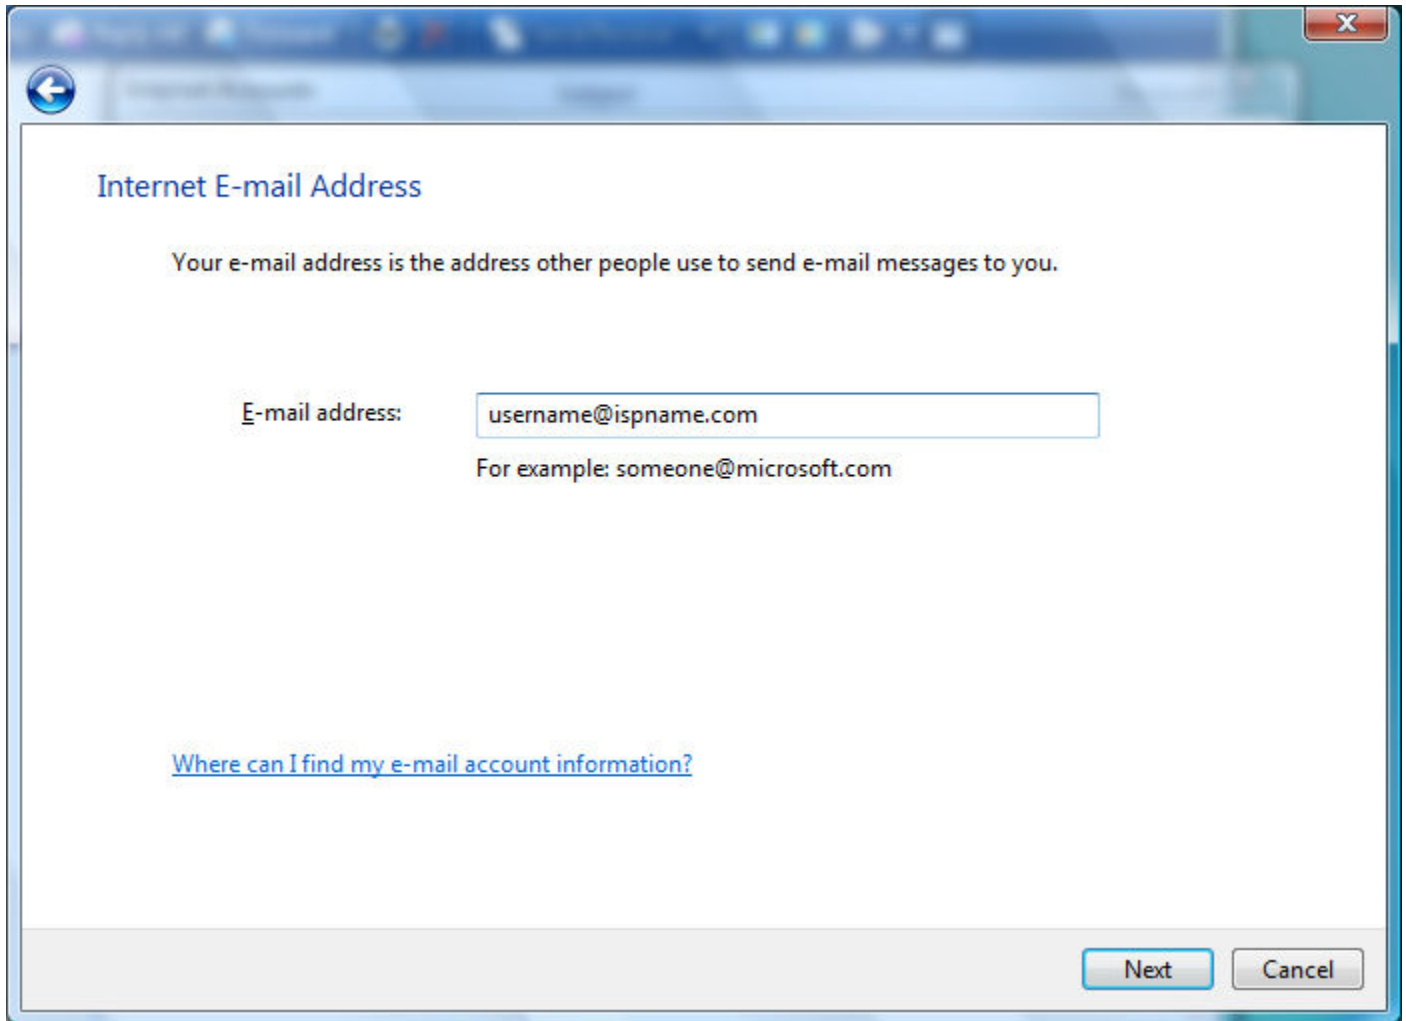 Internet E-mail Address
Your e-mail address is the address other people use to send e-mail messages to you.
E-mail address: username@ispname.com
For example: someone@microsoft.com
Where can I find my e-mail account information?
Next Cancel